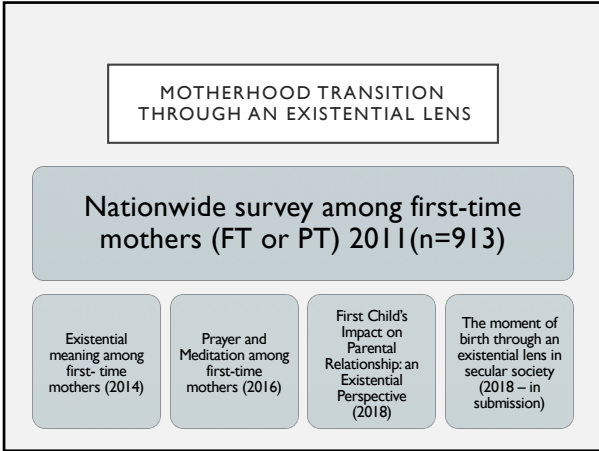 MOTHERHOOD TRANSITION
THROUGH AN EXISTENTIAL LENS
Nationwide survey among first-time
mothers (FT or PT) 2011(n=913)
Existential
meaning among
first- time
mothers (2014)
Prayer and
Meditation among
first-time
mothers (2016)
First Child's
Impact on
Parental
Relationship: an
Existential
Perspective
(2018)
The moment of
birth through an
existential lens in
secular society
(2018 – in
submission)